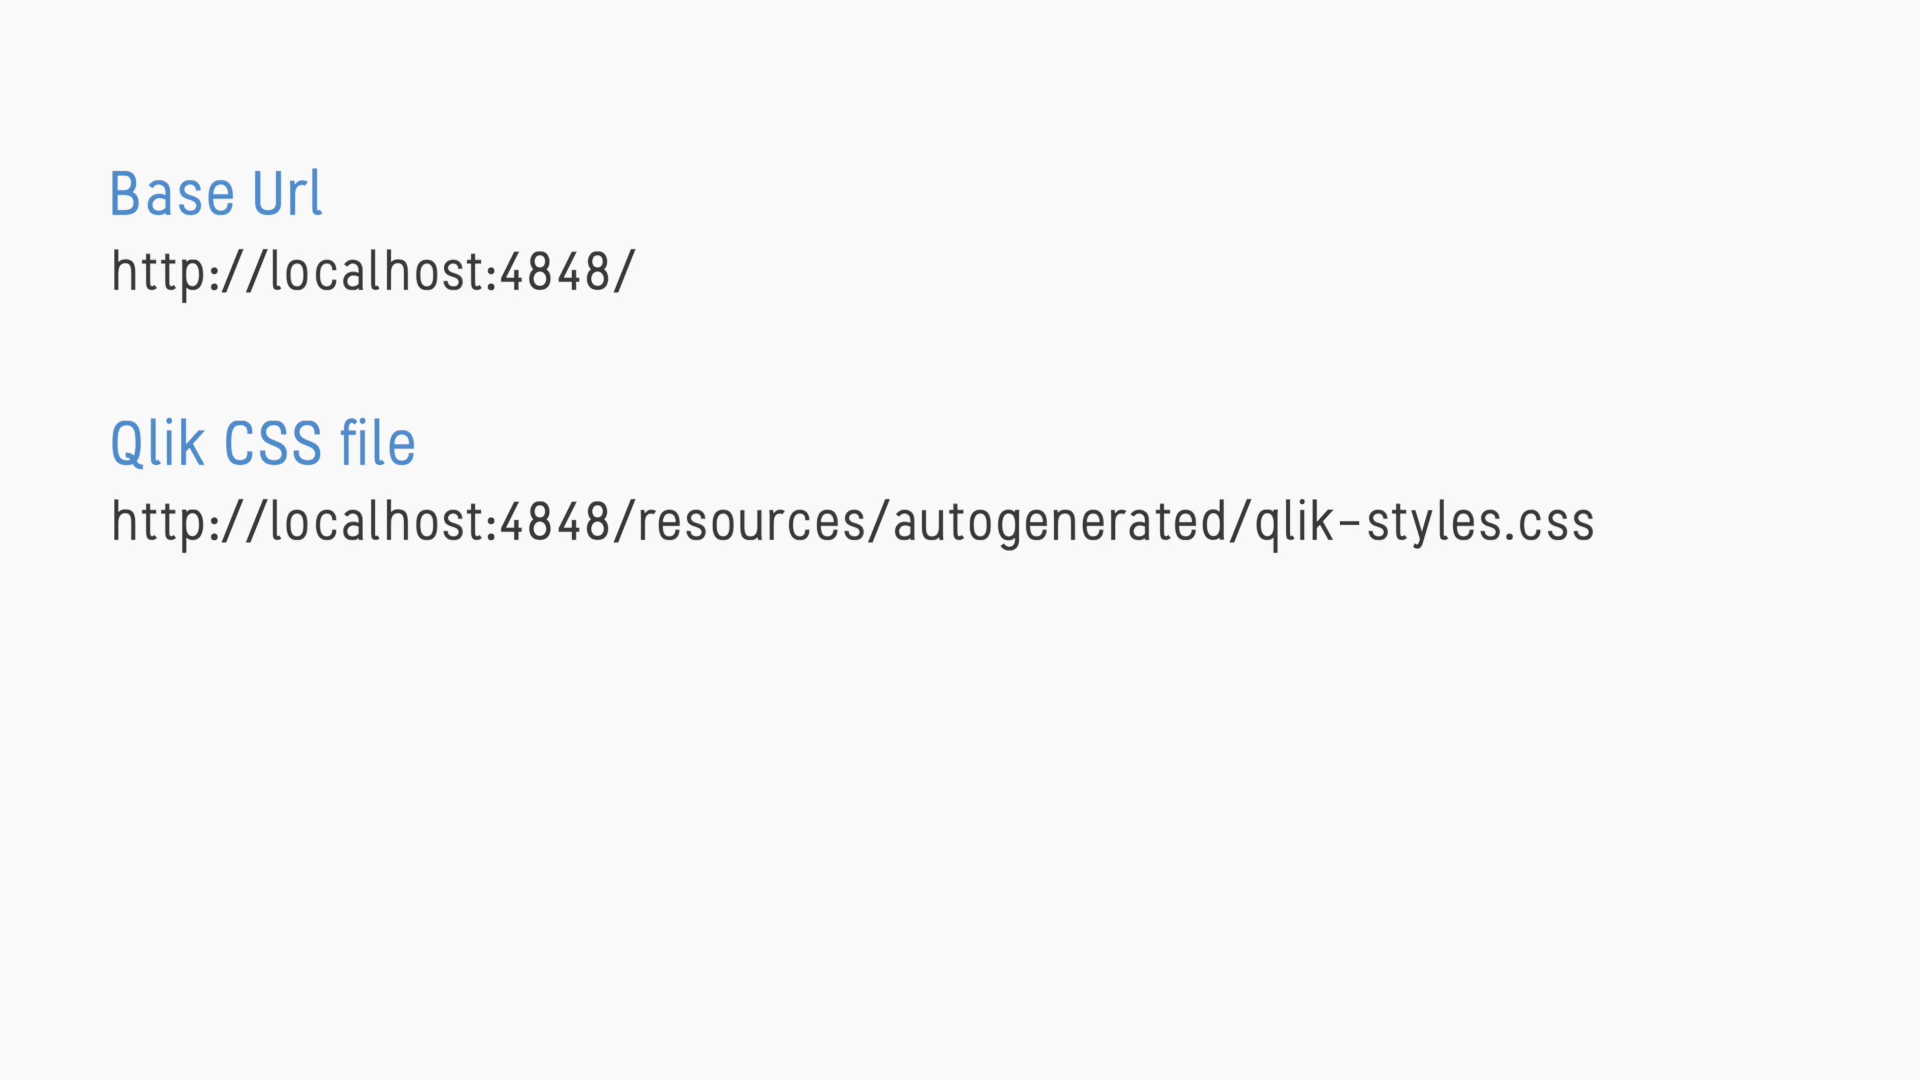 Base Url
http://localhost:4848/
Qlik CSS file
http://localhost:4848/resources/autogenerated/qlik-styles.css